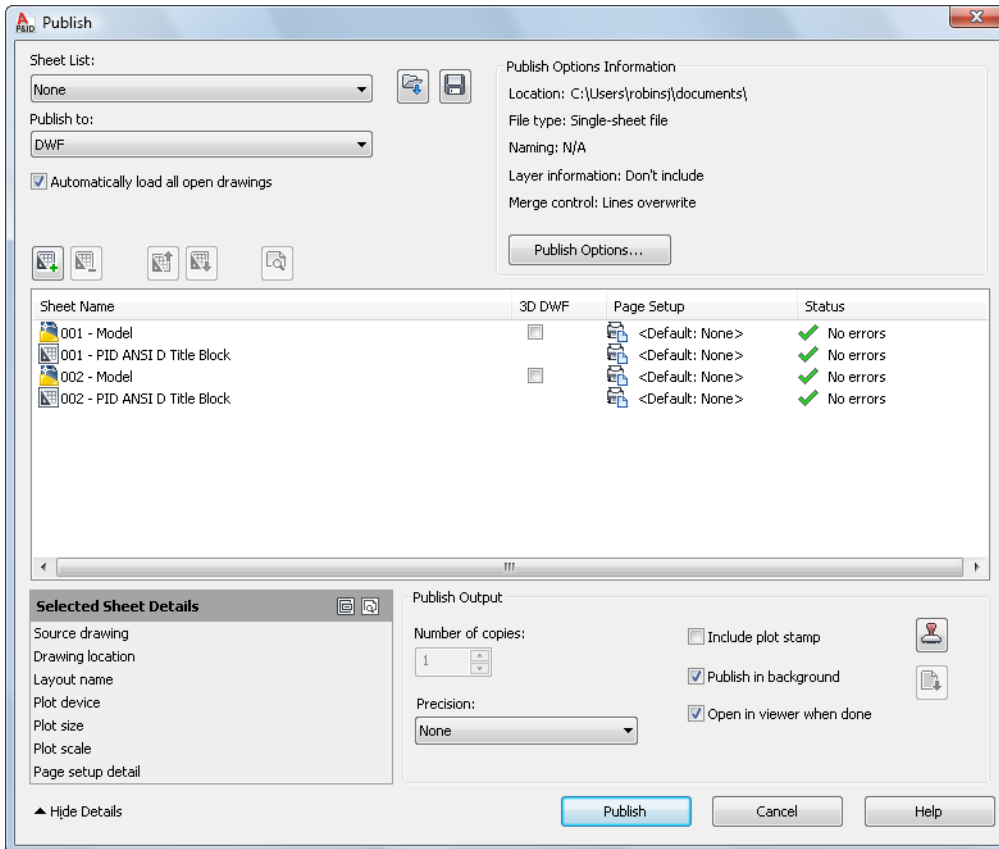 P&ID
Publish
Sheet List:
None
Publish to:
DWF
Automatically load all open drawings
Publish Options Information
Location: C:\Users\robinsj\documents\
File type: Single-sheet file
Naming: N/A
Layer information: Don't include
Merge control: Lines overwrite
Publish Options...
Sheet Name 3D DWF Page Setup Status
001 - Model <Default: None> No errors
001 - PID ANSI D Title Block <Default: None> No errors
002 - Model <Default: None> No errors
002 - PID ANSI D Title Block <Default: None> No errors
Selected Sheet Details
Source drawing
Drawing location
Layout name
Plot device
Plot size
Plot scale
Page setup detail
Publish Output
Number of copies:
1
Precision:
None
Include plot stamp
Publish in background
Open in viewer when done
Hide Details
Publish
Cancel
Help